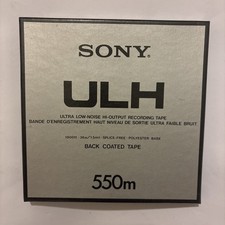 SONY
ULH
ULTRA LOW-NOISE HI-OUTPUT RECORDING TAPE
BANDE D'ENREGISTREMENT HAUT NIVEAU DE SORTIE ULTRA FAIBLE BRUIT
BACK COATED TAPE
550m